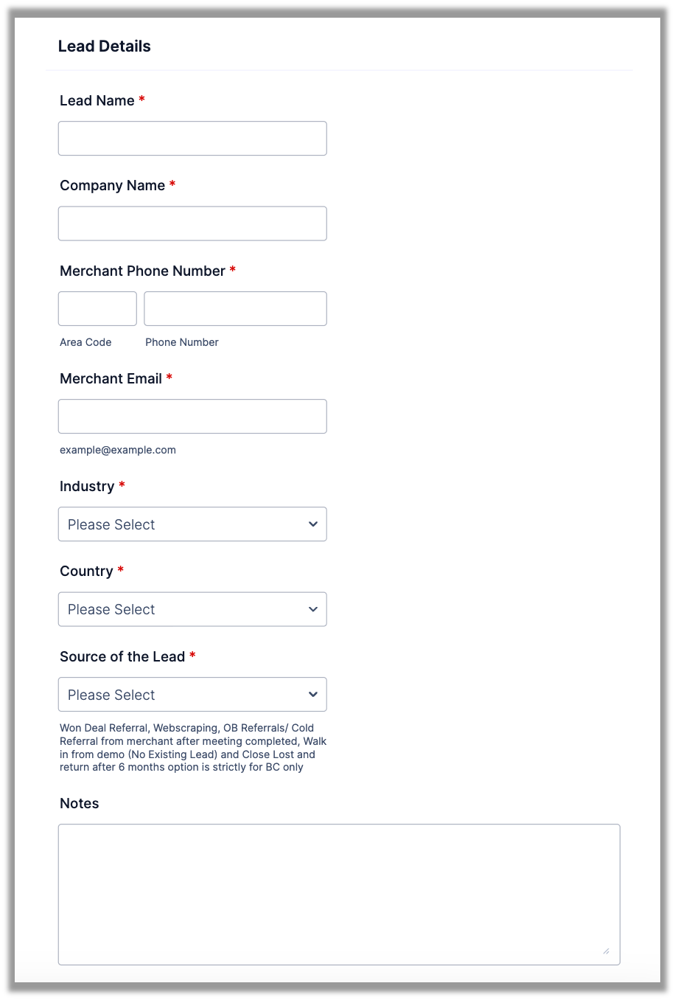 Lead Details
Lead Name *
Company Name *
Merchant Phone Number *
Area Code Phone Number
Merchant Email *
example@example.com
Industry *
Please Select
Country *
Please Select
Source of the Lead *
Please Select
Won Deal Referral, Webscraping, OB Referrals/ Cold
Referral from merchant after meeting completed, Walk
in from demo (No Existing Lead) and Close Lost and
return after 6 months option is strictly for BC only
Notes